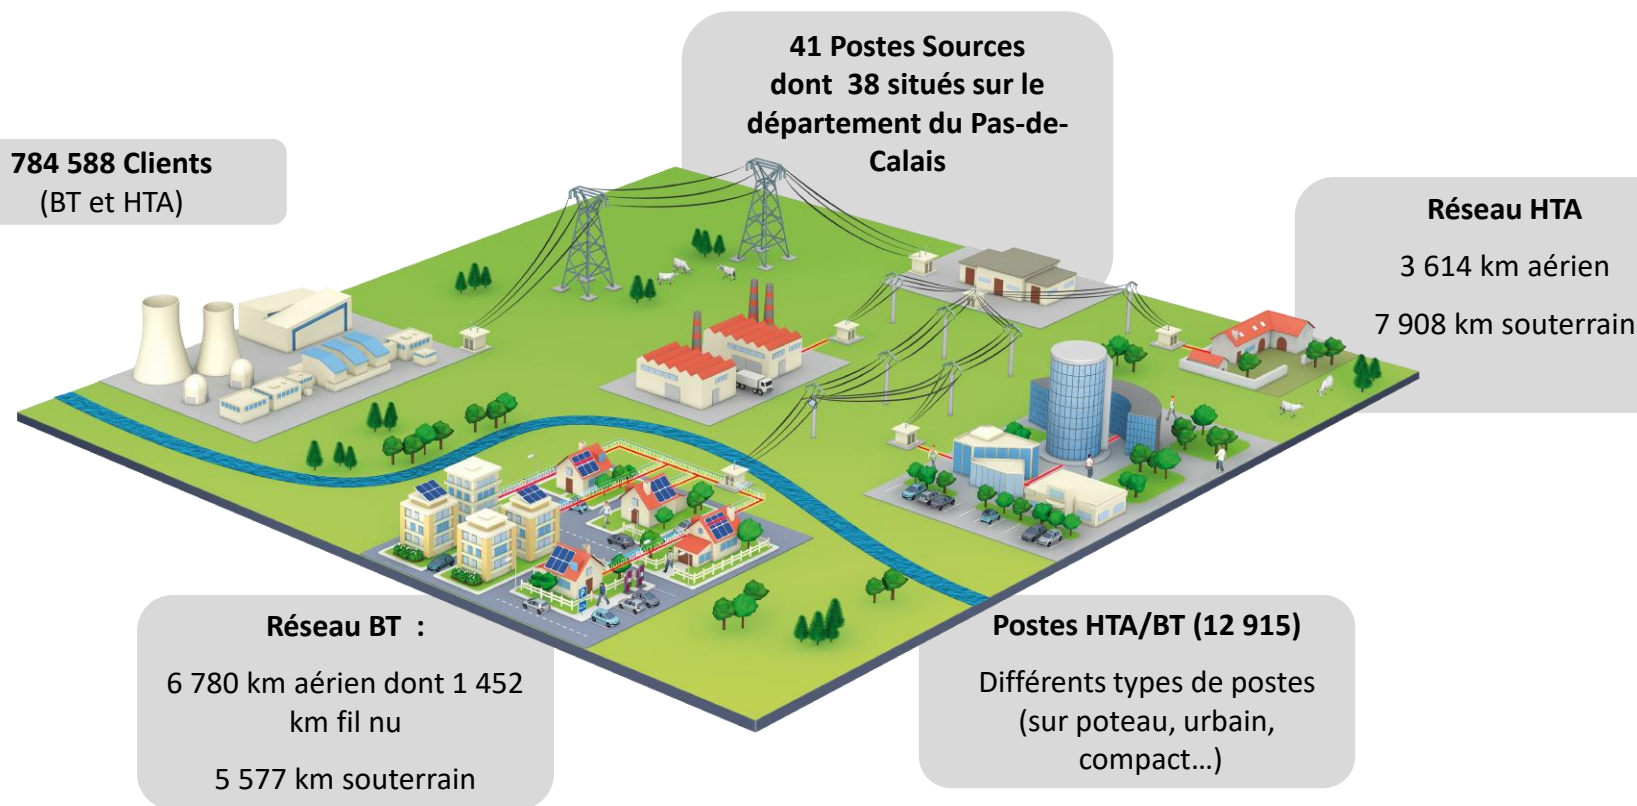 41 Postes Sources
dont 38 situés sur le
département du Pas-de-
Calais
784 588 Clients
(BT et HTA)
Réseau HTA
3 614 km aérien
7 908 km souterrain
Réseau BT :
6 780 km aérien dont 1 452
km fil nu
5 577 km souterrain
Postes HTA/BT (12 915)
Différents types de postes
(sur poteau, urbain,
compact…)